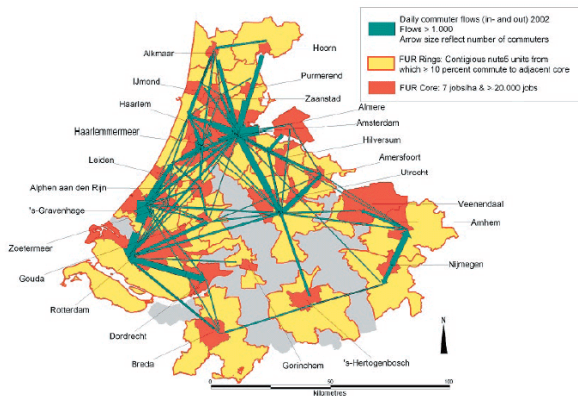 Daily commuter flows (in- and out) 2002
Flows > 1.000
Arrow size reflect number of commuters
FUR Rings: Contigious nuts5 units from
which ≥ 10 percent commute to adjacent core
FUR Core: 7 jobs/ha & > 20.000 jobs
Alkmaar
Hoorn
IJmond
Purmerend
Haarlem
Zaanstad
Almere
Haarlemmermeer
Amsterdam
Hilversum
Leiden
Amersfoort
Utrocht
Alphen aan den Rijn
Veenendaal
's-Gravenhage
Arnhem
Zoetermeer
Nijmegen
Gouda
Rotterdam
Dordrecht
Breda
Gorinchem
's-Hertogenbosch
N
0 50 100
Kilometres